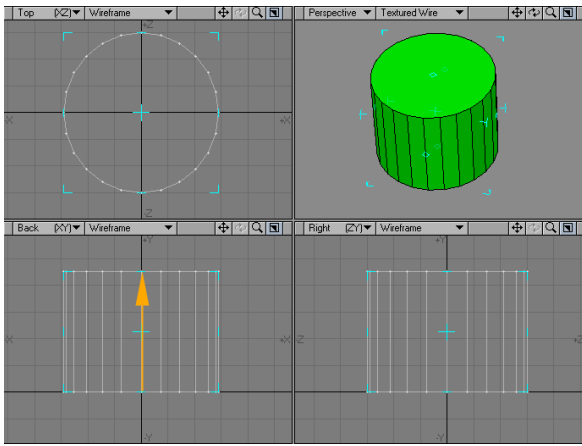 Top (XZ) Wireframe
Perspective Textured Wire
+Z
-X
+X
-Z
Back (XY) Wireframe
Right (ZY) Wireframe
+Y
+Y
-X
+X
-Z
+Z
-Y
-Y